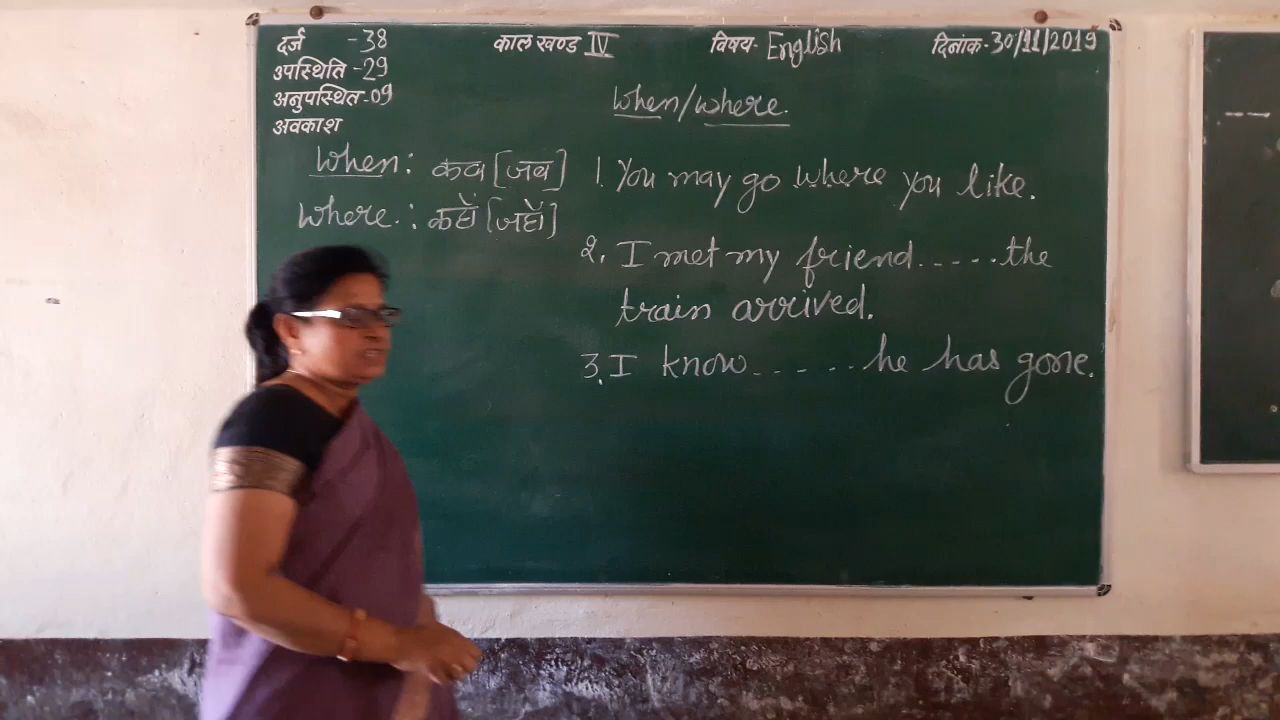 दर्ज -38 काल खण्ड IV विषय- English दिनांक-30/11/2019
उपस्थिति -29
अनुपस्थित-09
अवकाश
When/where.
When: कब [जब]
Where.: कहाँ [जहाँ]
1. You may go where you like.
2. I met my friend.....the
train arrived.
3. I know......he has gone.